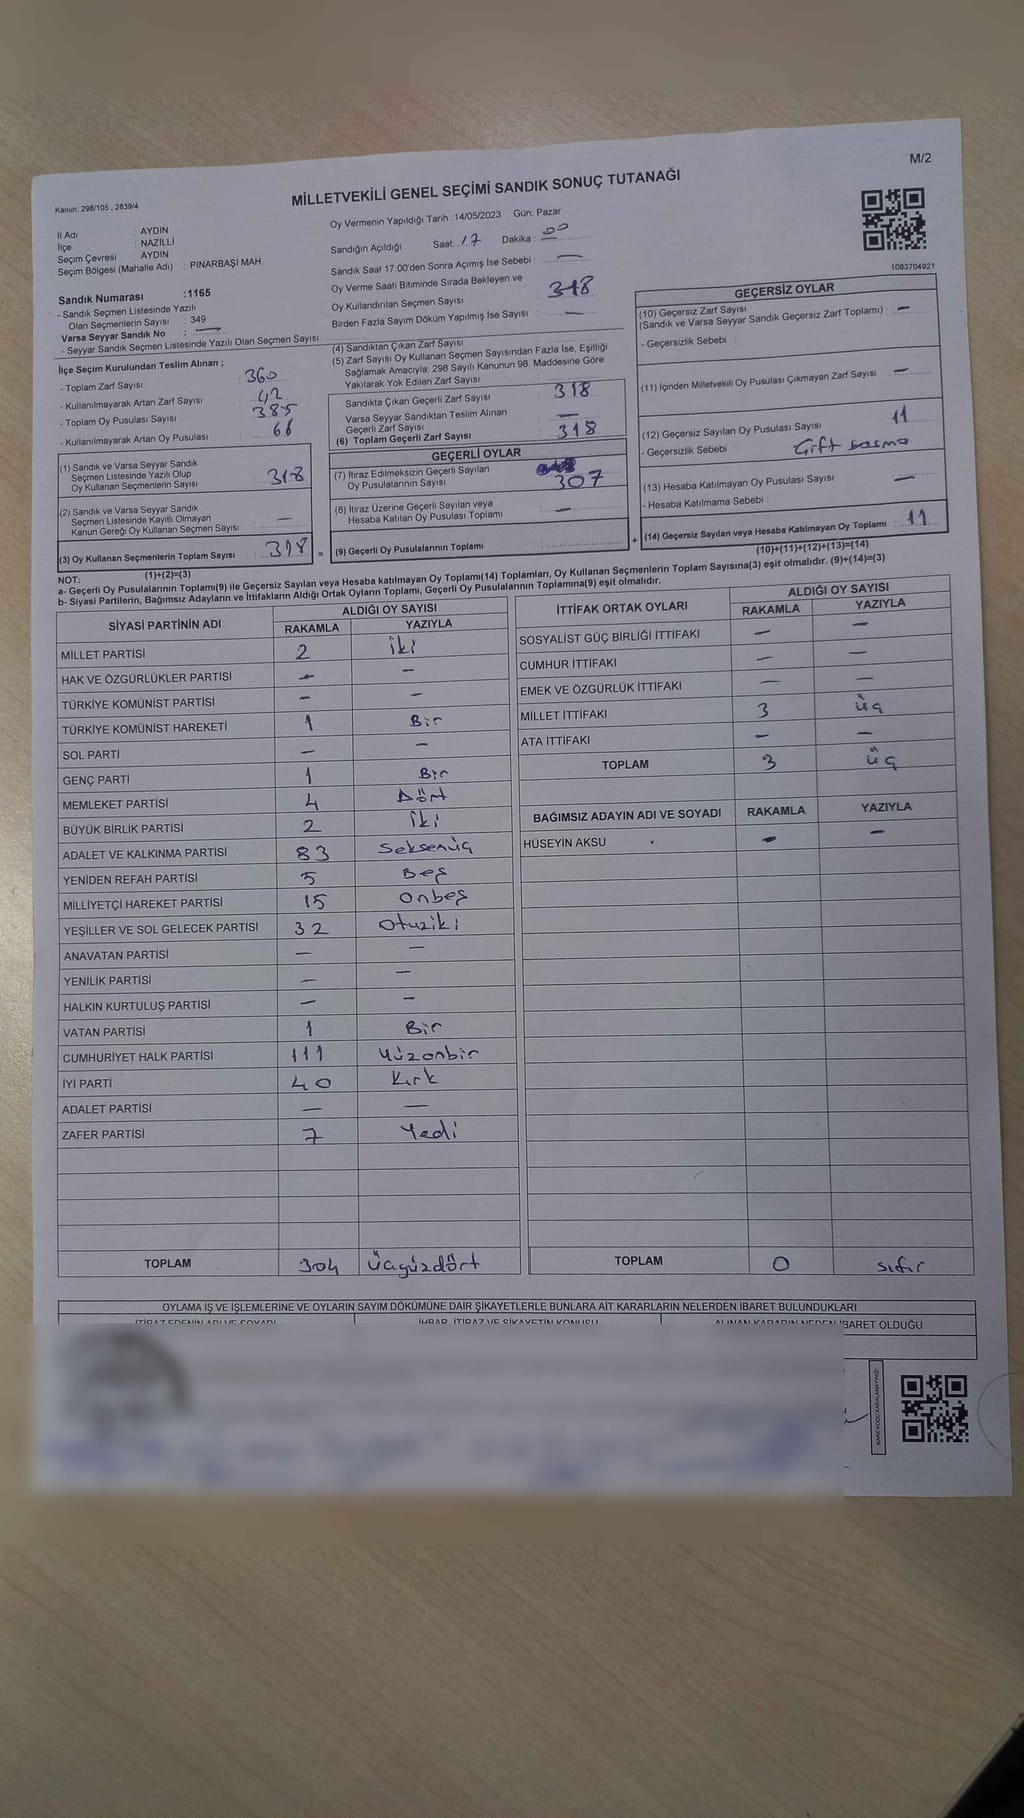 M/2
Kanun: 298/105 , 2839/4
MİLLETVEKİLİ GENEL SEÇİMİ SANDIK SONUÇ TUTANAĞI
İl Adı : AYDIN
İlçe : NAZİLLİ
Seçim Çevresi : AYDIN
Seçim Bölgesi (Mahalle Adı) : PINARBAŞI MAH.
Sandık Numarası :1165
- Sandık Seçmen Listesinde Yazılı
Olan Seçmenlerin Sayısı : 349
Varsa Seyyar Sandık No : —
- Seyyar Sandık Seçmen Listesinde Yazılı Olan Seçmen Sayısı
Oy Vermenin Yapıldığı Tarih : 14/05/2023 Gün: Pazar
Sandığın Açıldığı Saat: 17 Dakika : 00
Sandık Saat 17:00'den Sonra Açımış İse Sebebi : —
Oy Verme Saati Bitiminde Sırada Bekleyen ve
Oy Kullandırılan Seçmen Sayısı : 318
Birden Fazla Sayım Döküm Yapılmış İse Sayısı : —
1083704921
İlçe Seçim Kurulundan Teslim Alınan ;
- Toplam Zarf Sayısı : 360
- Kullanılmayarak Artan Zarf Sayısı : 42
- Toplam Oy Pusulası Sayısı : 385
- Kullanılmayarak Artan Oy Pusulası : 66
(1) Sandık ve Varsa Seyyar Sandık
Seçmen Listesinde Yazılı Olup
Oy Kullanan Seçmenlerin Sayısı : 318
(2) Sandık ve Varsa Seyyar Sandık
Seçmen Listesinde Kayıtlı Olmayan
Kanun Gereği Oy Kullanan Seçmen Sayısı : —
(3) Oy Kullanan Seçmenlerin Toplam Sayısı : 318
(1)+(2)=(3)
(4) Sandıktan Çıkan Zarf Sayısı :
(5) Zarf Sayısı Oy Kullanan Seçmen Sayısından Fazla İse, Eşitliği
Sağlamak Amacıyla; 298 Sayılı Kanunun 98. Maddesine Göre
Yakılarak Yok Edilen Zarf Sayısı :
Sandıkta Çıkan Geçerli Zarf Sayısı : 318
Varsa Seyyar Sandıktan Teslim Alınan
Geçerli Zarf Sayısı : —
(6) Toplam Geçerli Zarf Sayısı : 318
GEÇERLİ OYLAR
(7) İtiraz Edilmeksizin Geçerli Sayılan
Oy Pusulalarının Sayısı : 307
(8) İtiraz Üzerine Geçerli Sayılan veya
Hesaba Katılan Oy Pusulası Toplamı : —
= (9) Geçerli Oy Pusulalarının Toplamı :
GEÇERSİZ OYLAR
(10) Geçersiz Zarf Sayısı
(Sandık ve Varsa Seyyar Sandık Geçersiz Zarf Toplamı) : —
- Geçersizlik Sebebi :
(11) İçinden Milletvekili Oy Pusulası Çıkmayan Zarf Sayısı : —
(12) Geçersiz Sayılan Oy Pusulası Sayısı : 11
- Geçersizlik Sebebi : Çift basma
(13) Hesaba Katılmayan Oy Pusulası Sayısı : —
- Hesaba Katılmama Sebebi :
+ (14) Geçersiz Sayılan veya Hesaba Katılmayan Oy Toplamı : 11
(10)+(11)+(12)+(13)=(14)
NOT:
a- Geçerli Oy Pusulalarının Toplamı(9) ile Geçersiz Sayılan veya Hesaba katılmayan Oy Toplamı(14) Toplamları, Oy Kullanan Seçmenlerin Toplam Sayısına(3) eşit olmalıdır. (9)+(14)=(3)
b- Siyasi Partilerin, Bağımsız Adayların ve İttifakların Aldığı Ortak Oyların Toplamı, Geçerli Oy Pusulalarının Toplamına(9) eşit olmalıdır.
SİYASİ PARTİNİN ADI ALDIĞI OY SAYISI
RAKAMLA YAZIYLA
MİLLET PARTİSİ 2 İki
HAK VE ÖZGÜRLÜKLER PARTİSİ — —
TÜRKİYE KOMÜNİST PARTİSİ — —
TÜRKİYE KOMÜNİST HAREKETİ 1 Bir
SOL PARTİ — —
GENÇ PARTİ 1 Bir
MEMLEKET PARTİSİ 4 Dört
BÜYÜK BİRLİK PARTİSİ 2 İki
ADALET VE KALKINMA PARTİSİ 83 Seksenüç
YENİDEN REFAH PARTİSİ 5 Beş
MİLLİYETÇİ HAREKET PARTİSİ 15 Onbeş
YEŞİLLER VE SOL GELECEK PARTİSİ 32 Otuziki
ANAVATAN PARTİSİ — —
YENİLİK PARTİSİ — —
HALKIN KURTULUŞ PARTİSİ — —
VATAN PARTİSİ 1 Bir
CUMHURİYET HALK PARTİSİ 111 Yüzonbir
İYİ PARTİ 40 Kırk
ADALET PARTİSİ — —
ZAFER PARTİSİ 7 Yedi
TOPLAM 304 Üçyüzdört
İTTİFAK ORTAK OYLARI ALDIĞI OY SAYISI
RAKAMLA YAZIYLA
SOSYALİST GÜÇ BİRLİĞİ İTTİFAKI — —
CUMHUR İTTİFAKI — —
EMEK VE ÖZGÜRLÜK İTTİFAKI — —
MİLLET İTTİFAKI 3 üç
ATA İTTİFAKI — —
TOPLAM 3 üç
BAĞIMSIZ ADAYIN ADI VE SOYADI RAKAMLA YAZIYLA
HÜSEYİN AKSU — —
TOPLAM 0 sıfır
OYLAMA İŞ VE İŞLEMLERİNE VE OYLARIN SAYIM DÖKÜMÜNE DAİR ŞİKAYETLERLE BUNLARA AİT KARARLARIN NELERDEN İBARET BULUNDUKLARI
İTİRAZ EDENİN ADI VE SOYADI İHBAR, İTİRAZ VE ŞİKAYETİN KONUSU ALINAN KARARIN NEDEN İBARET OLDUĞU
KARE KODU KARALAMAYINIZ!